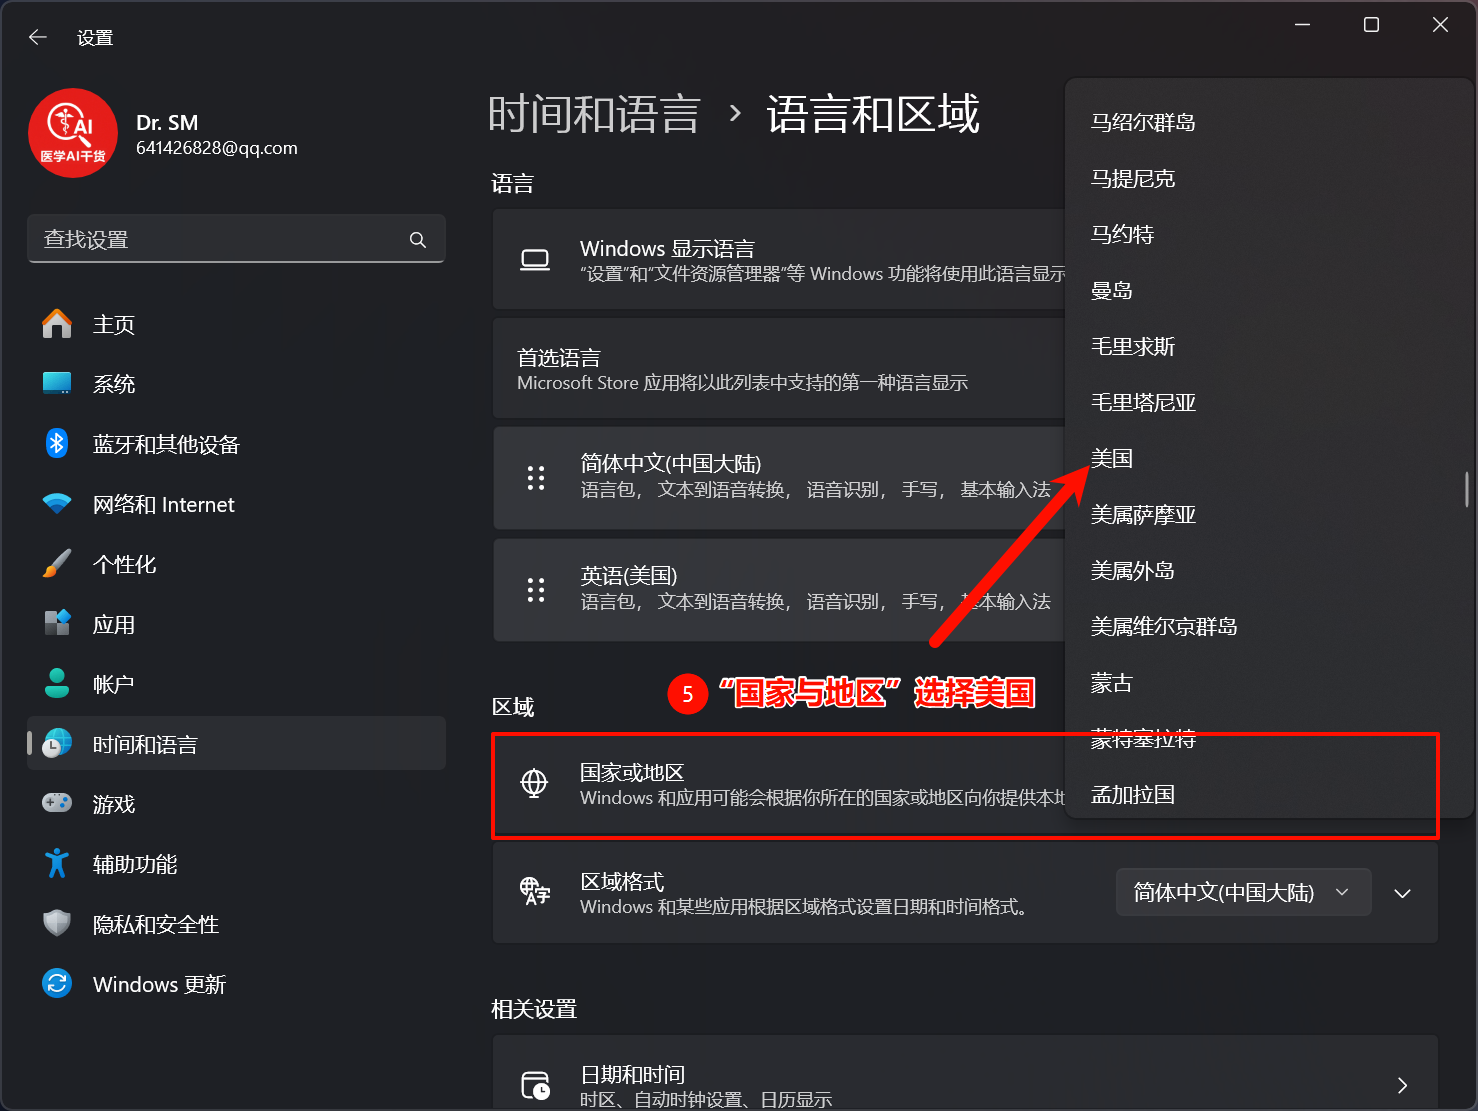 设置
AI
医学AI干货
Dr. SM
641426828@qq.com
查找设置
主页
系统
蓝牙和其他设备
网络和 Internet
个性化
应用
帐户
时间和语言
游戏
辅助功能
隐私和安全性
Windows 更新
时间和语言 › 语言和区域
语言
Windows 显示语言
“设置”和“文件资源管理器”等 Windows 功能将使用此语言显示
首选语言
Microsoft Store 应用将以此列表中支持的第一种语言显示
简体中文(中国大陆)
语言包， 文本到语音转换， 语音识别， 手写， 基本输入法
英语(美国)
语言包， 文本到语音转换， 语音识别， 手写， 基本输入法
5 “国家与地区” 选择美国
区域
国家或地区
Windows 和应用可能会根据你所在的国家或地区向你提供本地
区域格式
Windows 和某些应用根据区域格式设置日期和时间格式。
简体中文(中国大陆)
相关设置
日期和时间
时区、自动时钟设置、日历显示
马绍尔群岛
马提尼克
马约特
曼岛
毛里求斯
毛里塔尼亚
美国
美属萨摩亚
美属外岛
美属维尔京群岛
蒙古
蒙特塞拉特
孟加拉国